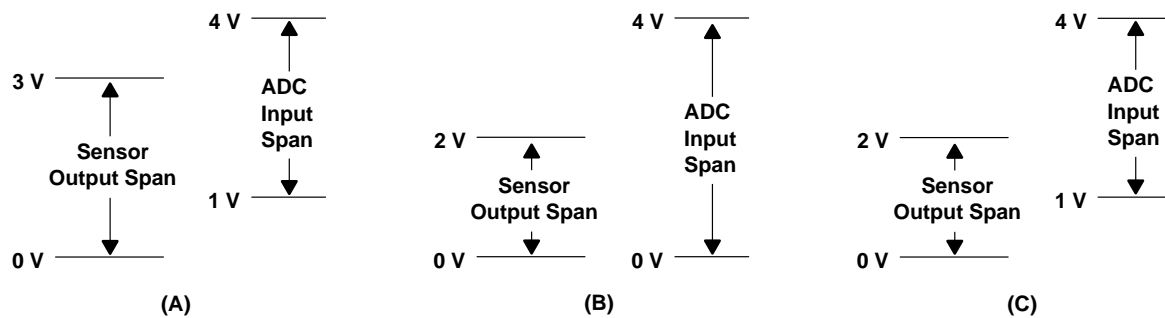 4 V
3 V
ADC
Input
Span
Sensor
Output Span
1 V
0 V
(A)
4 V
ADC
Input
Span
2 V
Sensor
Output Span
0 V
0 V
(B)
4 V
ADC
Input
Span
2 V
Sensor
Output Span
1 V
0 V
(C)